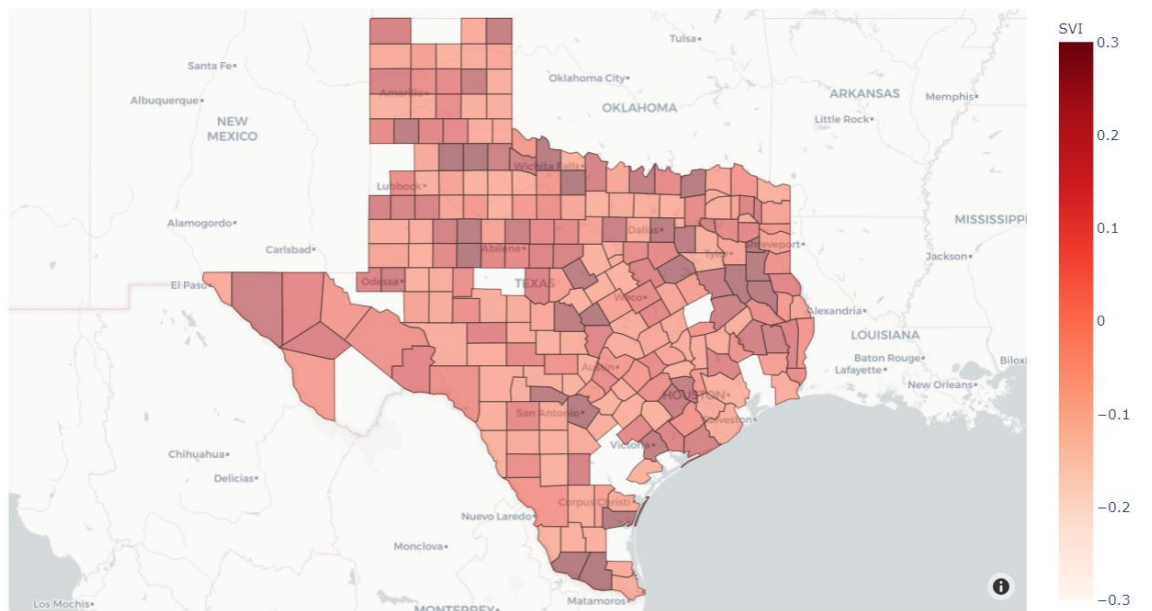 SVI
0.3
0.2
0.1
0
−0.1
−0.2
−0.3
Tulsa
Santa Fe
Oklahoma City
ARKANSAS
Memphis
Albuquerque
Amarillo
OKLAHOMA
NEW
MEXICO
Little Rock
Wichita Falls
Lubbock
MISSISSIPPI
Alamogordo
Dallas
Carlsbad
Abilene
Tyler
Shreveport
Jackson
El Paso
Odessa
TEXAS
Waco
Alexandria
LOUISIANA
Baton Rouge
Biloxi
Austin
Lafayette
New Orleans
HOUSTON
San Antonio
Galveston
Victoria
Chihuahua
Delicias
Corpus Christi
Nuevo Laredo
Monclova
Los Mochis
MONTERREY
Matamoros
i